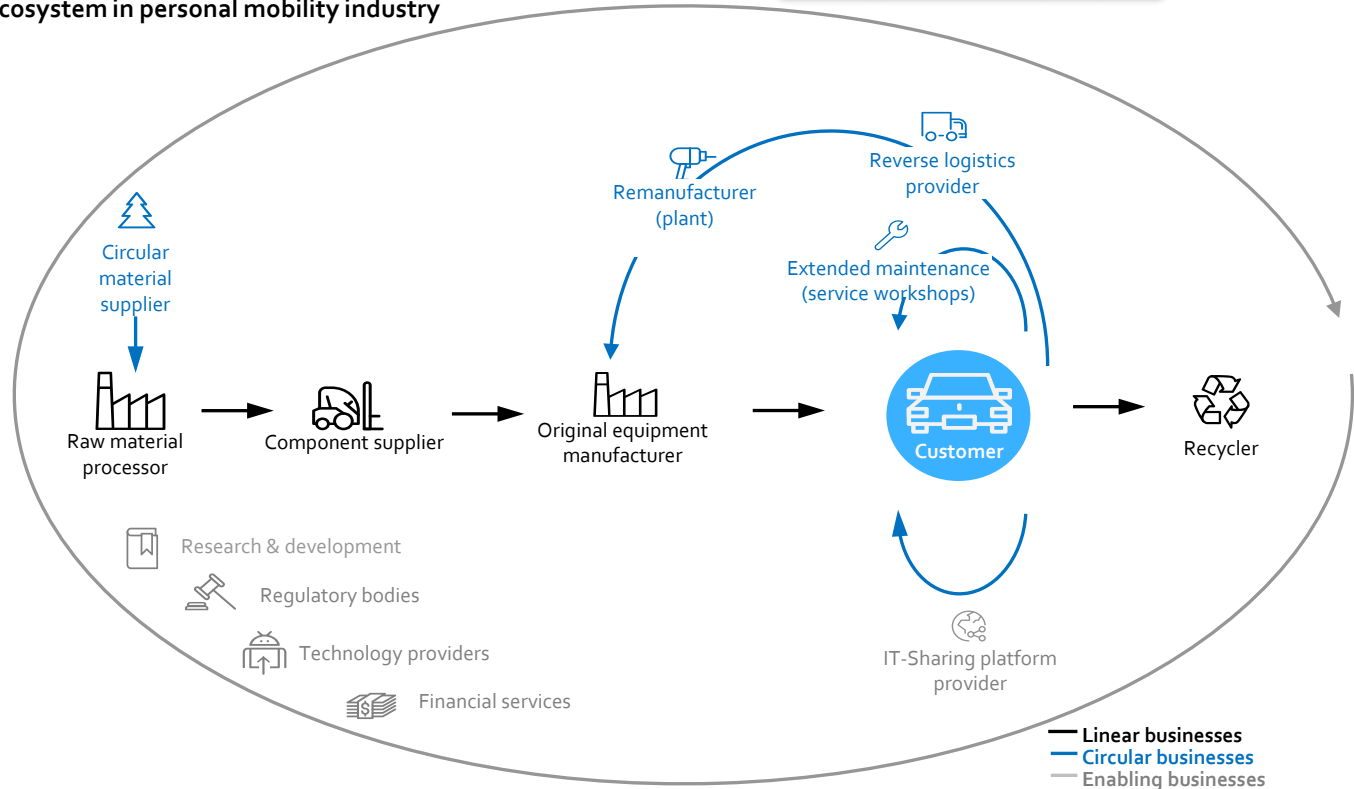 cosystem in personal mobility industry
Reverse logistics
provider
Remanufacturer
(plant)
Circular
material
supplier
Extended maintenance
(service workshops)
Raw material
processor
Component supplier
Original equipment
manufacturer
Customer
Recycler
Research & development
Regulatory bodies
Technology providers
Financial services
$
IT-Sharing platform
provider
Linear businesses
Circular businesses
Enabling businesses